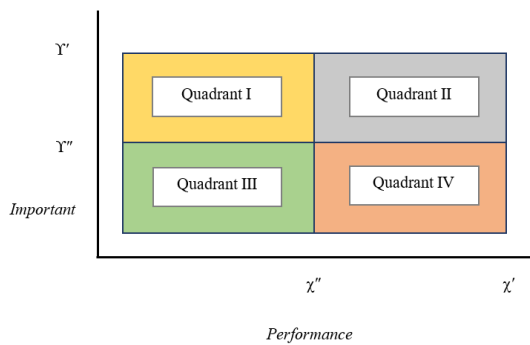 ϒ′
Quadrant I
Quadrant II
ϒ″
Quadrant III
Quadrant IV
Important
χ″
χ′
Performance